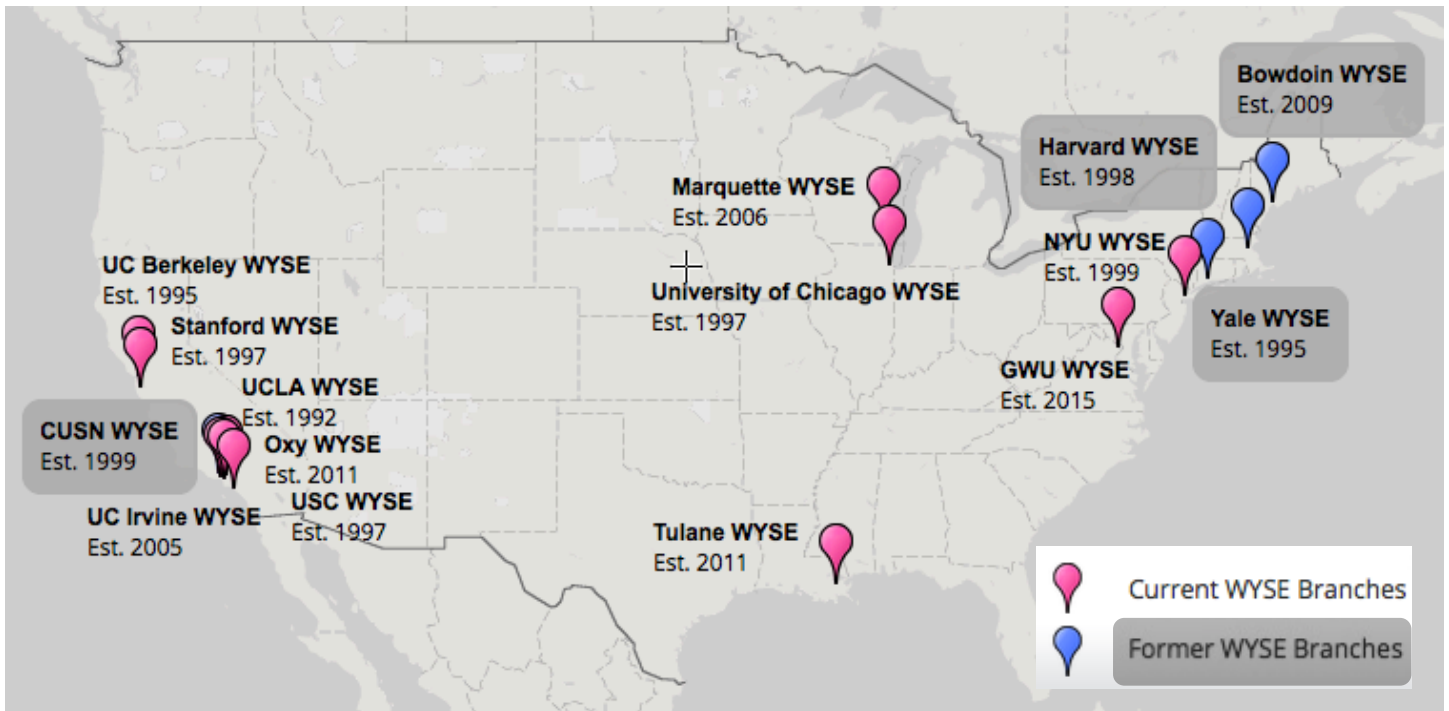 Bowdoin WYSE
Est. 2009
Harvard WYSE
Est. 1998
Marquette WYSE
Est. 2006
NYU WYSE
Est. 1999
UC Berkeley WYSE
Est. 1995
University of Chicago WYSE
Est. 1997
Yale WYSE
Est. 1995
Stanford WYSE
Est. 1997
GWU WYSE
Est. 2015
UCLA WYSE
Est. 1992
CUSN WYSE
Est. 1999
Oxy WYSE
Est. 2011
USC WYSE
Est. 1997
UC Irvine WYSE
Est. 2005
Tulane WYSE
Est. 2011
Current WYSE Branches
Former WYSE Branches